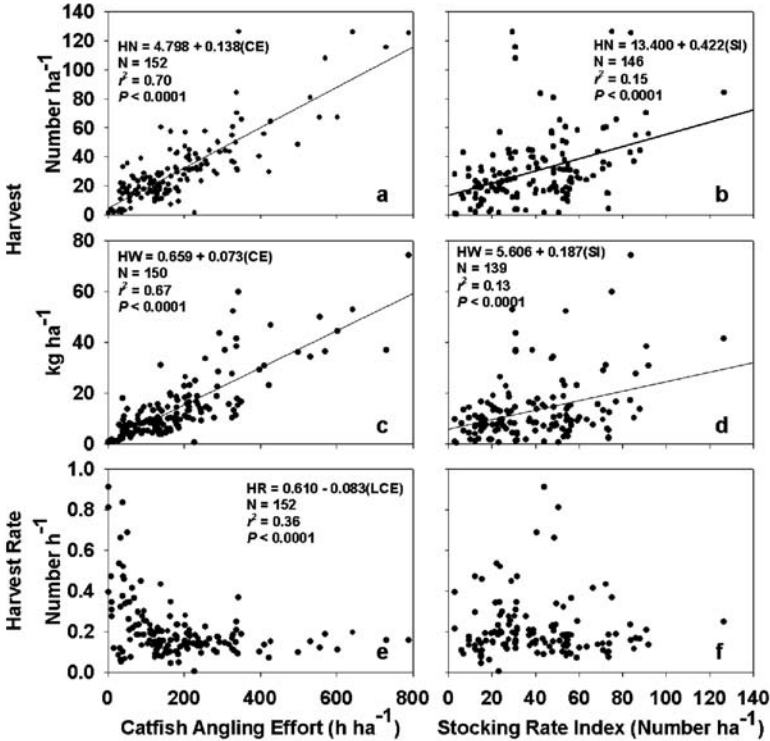 140
120
100
80
60
40
20
0
Number ha⁻¹
Harvest
HN = 4.798 + 0.138(CE)
N = 152
r² = 0.70
P < 0.0001
a
HN = 13.400 + 0.422(SI)
N = 146
r² = 0.15
P < 0.0001
b
80
60
40
20
0
kg ha⁻¹
HW = 0.659 + 0.073(CE)
N = 150
r² = 0.67
P < 0.0001
c
HW = 5.606 + 0.187(SI)
N = 139
r² = 0.13
P < 0.0001
d
1.0
0.8
0.6
0.4
0.2
0.0
Harvest Rate
Number h⁻¹
HR = 0.610 - 0.083(LCE)
N = 152
r² = 0.36
P < 0.0001
e
f
0 200 400 600 800
0 20 40 60 80 100 120 140
Catfish Angling Effort (h ha⁻¹)
Stocking Rate Index (Number ha⁻¹)